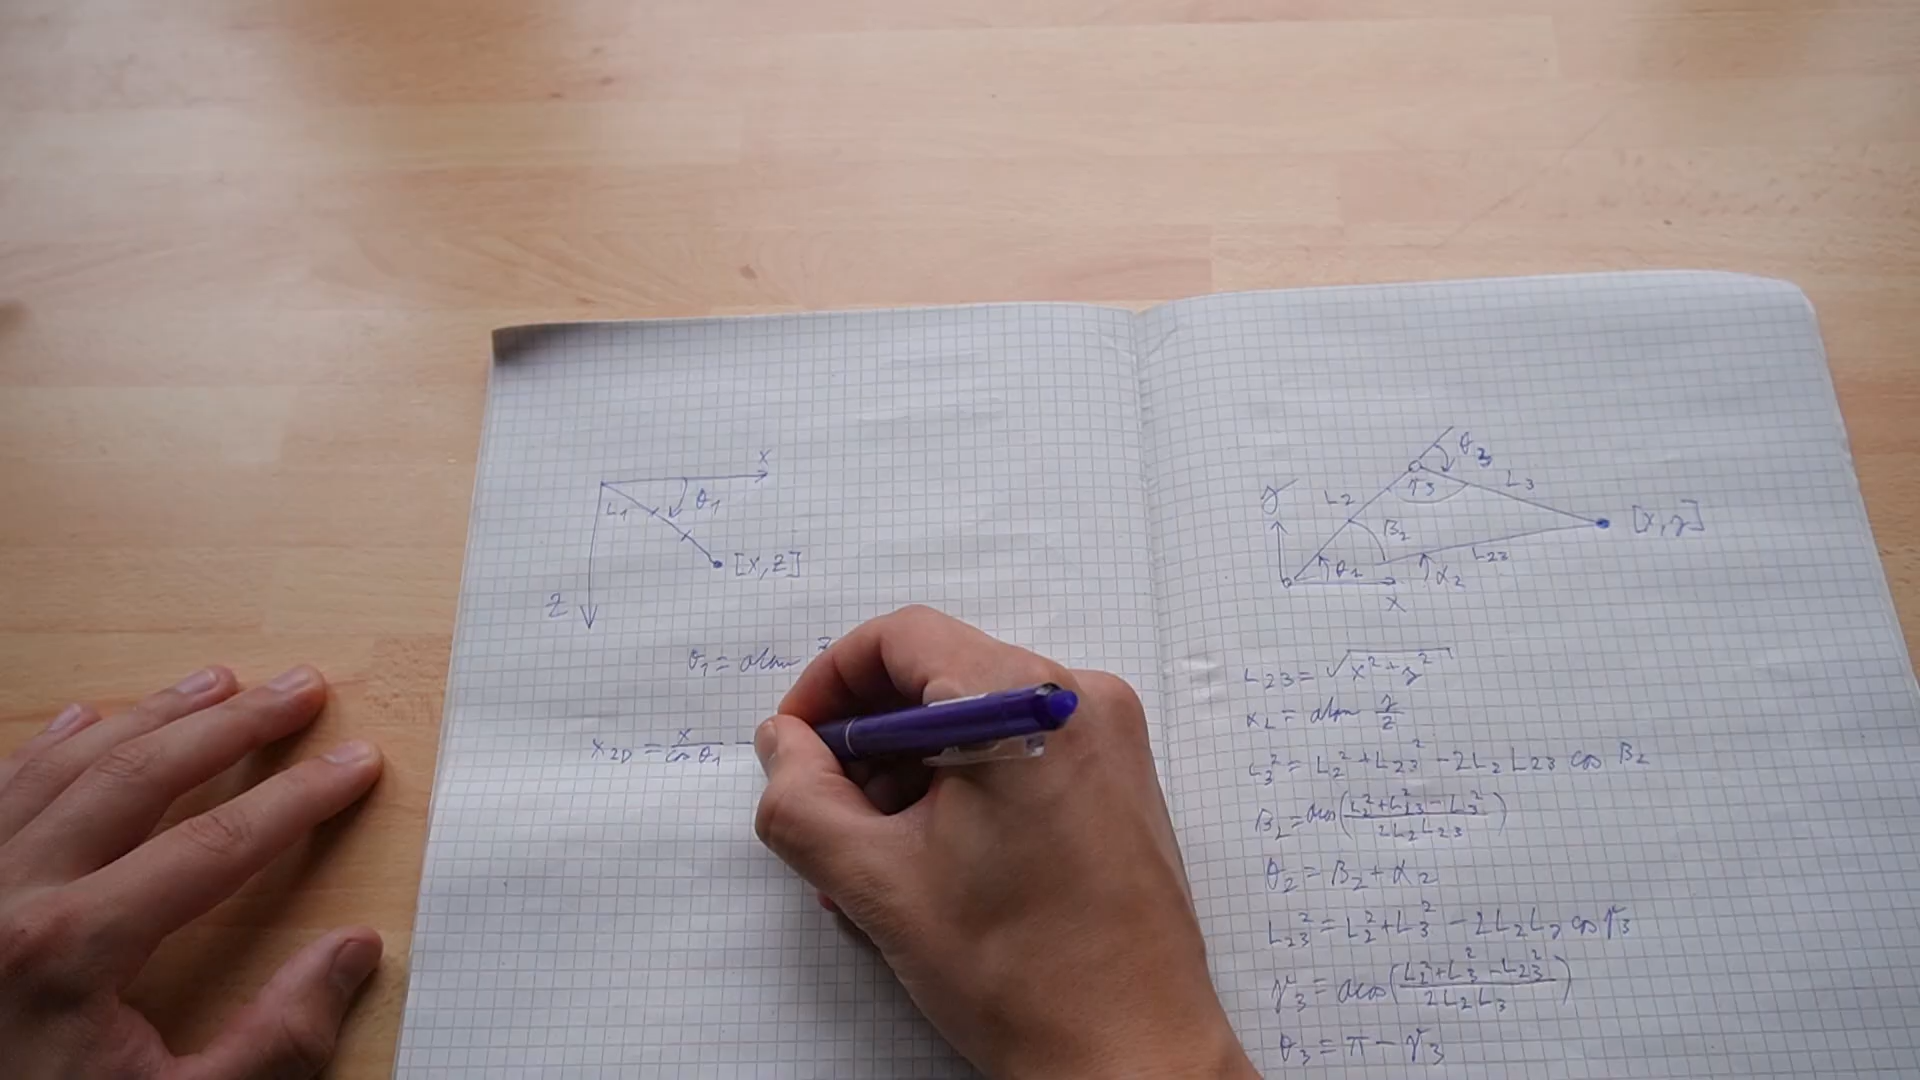 x
L₁ θ₁
[x,z]
z
θ₁ = atan z
x₂D = x/cos θ₁ −
θ₃
L₂ γ₃ L₃
y β₂ [x,y]
L₂₃
θ₂ α₂
x
L₂₃ = √(x²+y²)
α₂ = atan y/z
L₃² = L₂² + L₂₃² − 2L₂ L₂₃ cos β₂
β₂ = acos((L₂²+L₂₃²−L₃²)/(2L₂L₂₃))
θ₂ = β₂ + α₂
L₂₃² = L₂² + L₃² − 2L₂L₃ cos γ₃
γ₃ = acos((L₂²+L₃²−L₂₃²)/(2L₂L₃))
θ₃ = π − γ₃